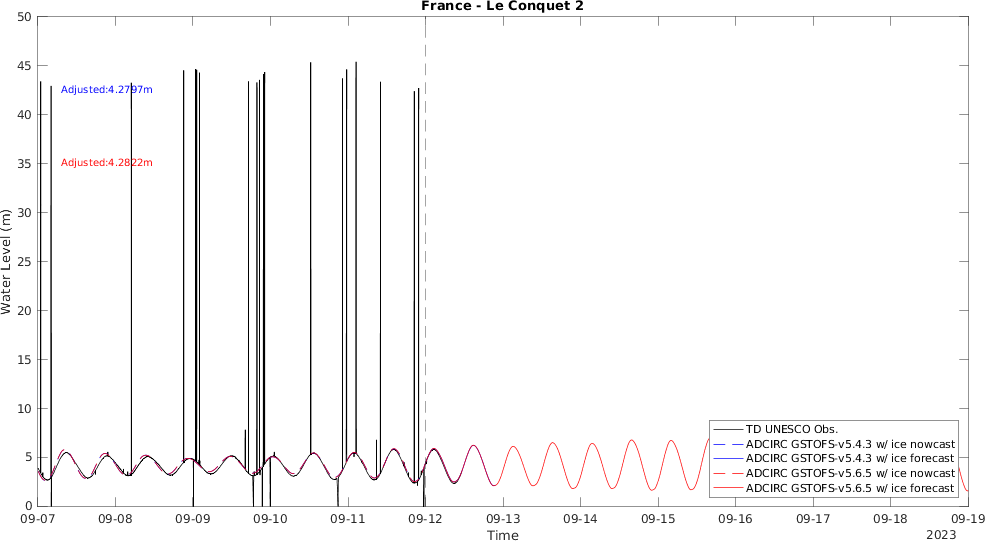 France - Le Conquet 2
50
45
40
35
30
25
20
15
10
5
0
Water Level (m)
Adjusted:4.2797m
Adjusted:4.2822m
TD UNESCO Obs.
ADCIRC GSTOFS-v5.4.3 w/ ice nowcast
ADCIRC GSTOFS-v5.4.3 w/ ice forecast
ADCIRC GSTOFS-v5.6.5 w/ ice nowcast
ADCIRC GSTOFS-v5.6.5 w/ ice forecast
09-07 09-08 09-09 09-10 09-11 09-12 09-13 09-14 09-15 09-16 09-17 09-18 09-19
Time
2023